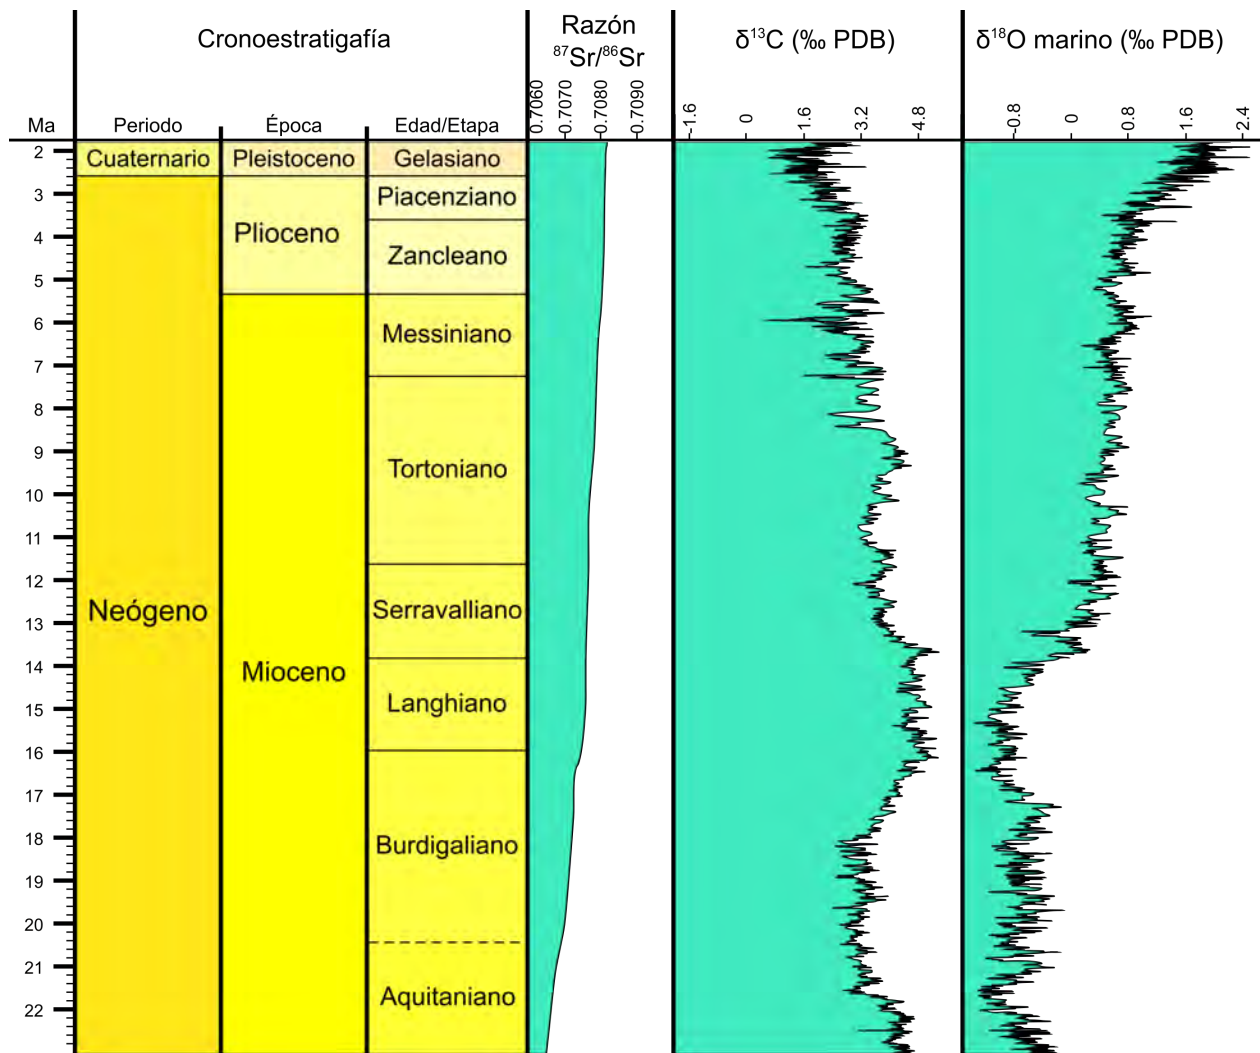 Cronoestratigafía
Razón
⁸⁷Sr/⁸⁶Sr
δ¹³C (‰ PDB)
δ¹⁸O marino (‰ PDB)
0.7060
0.7070
0.7080
0.7090
-1.6
0
1.6
3.2
4.8
-0.8
0
0.8
1.6
2.4
Ma
Periodo
Época
Edad/Etapa
2
3
4
5
6
7
8
9
10
11
12
13
14
15
16
17
18
19
20
21
22
Cuaternario
Neógeno
Pleistoceno
Plioceno
Mioceno
Gelasiano
Piacenziano
Zancleano
Messiniano
Tortoniano
Serravalliano
Langhiano
Burdigaliano
Aquitaniano